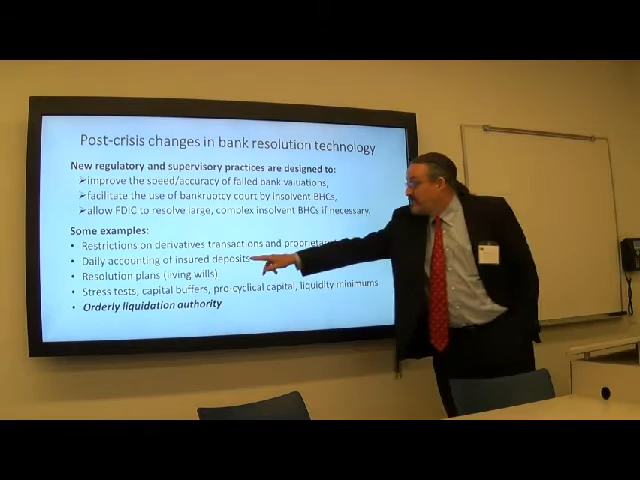 Post-crisis changes in bank resolution technology
New regulatory and supervisory practices are designed to:
➢improve the speed/accuracy of failed bank valuations,
➢facilitate the use of bankruptcy court by insolvent BHCs,
➢allow FDIC to resolve large, complex insolvent BHCs if necessary.
Some examples:
• Restrictions on derivatives transactions and proprietar
• Daily accounting of insured deposits
• Resolution plans (living wills)
• Stress tests, capital buffers, pro-cyclical capital, liquidity minimums
• Orderly liquidation authority